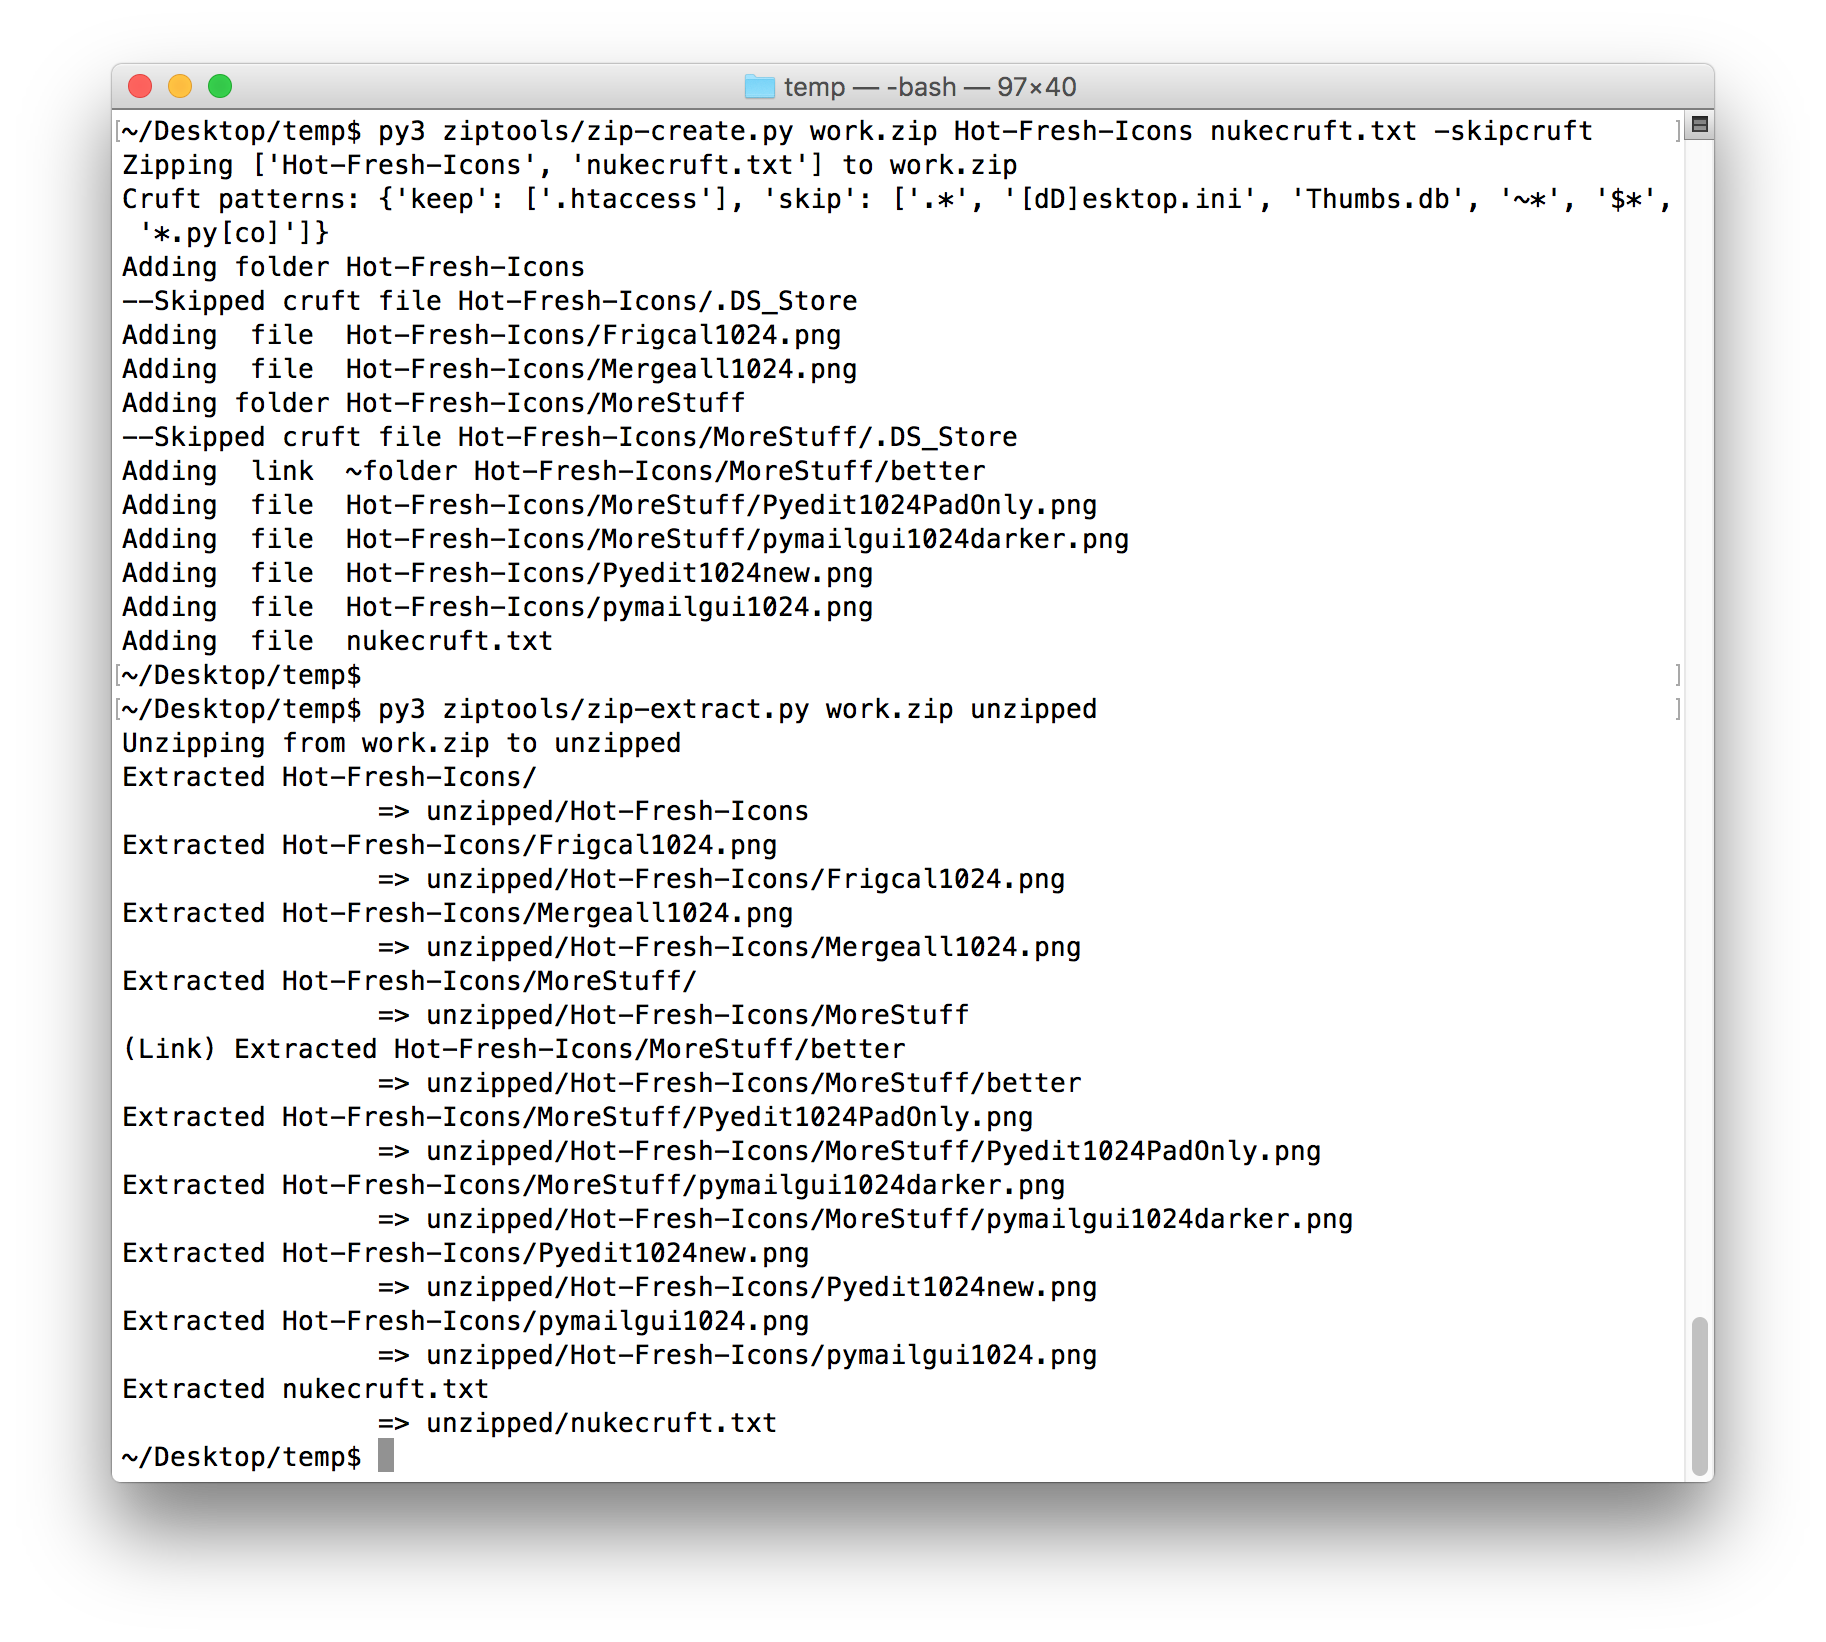 temp — -bash — 97×40
~/Desktop/temp$ py3 ziptools/zip-create.py work.zip Hot-Fresh-Icons nukecruft.txt -skipcruft
Zipping ['Hot-Fresh-Icons', 'nukecruft.txt'] to work.zip
Cruft patterns: {'keep': ['.htaccess'], 'skip': ['.*', '[dD]esktop.ini', 'Thumbs.db', '~*', '$*',
 '*.py[co]']}
Adding folder Hot-Fresh-Icons
--Skipped cruft file Hot-Fresh-Icons/.DS_Store
Adding  file  Hot-Fresh-Icons/Frigcal1024.png
Adding  file  Hot-Fresh-Icons/Mergeall1024.png
Adding folder Hot-Fresh-Icons/MoreStuff
--Skipped cruft file Hot-Fresh-Icons/MoreStuff/.DS_Store
Adding  link  ~folder Hot-Fresh-Icons/MoreStuff/better
Adding  file  Hot-Fresh-Icons/MoreStuff/Pyedit1024PadOnly.png
Adding  file  Hot-Fresh-Icons/MoreStuff/pymailgui1024darker.png
Adding  file  Hot-Fresh-Icons/Pyedit1024new.png
Adding  file  Hot-Fresh-Icons/pymailgui1024.png
Adding  file  nukecruft.txt
~/Desktop/temp$
~/Desktop/temp$ py3 ziptools/zip-extract.py work.zip unzipped
Unzipping from work.zip to unzipped
Extracted Hot-Fresh-Icons/
                => unzipped/Hot-Fresh-Icons
Extracted Hot-Fresh-Icons/Frigcal1024.png
                => unzipped/Hot-Fresh-Icons/Frigcal1024.png
Extracted Hot-Fresh-Icons/Mergeall1024.png
                => unzipped/Hot-Fresh-Icons/Mergeall1024.png
Extracted Hot-Fresh-Icons/MoreStuff/
                => unzipped/Hot-Fresh-Icons/MoreStuff
(Link) Extracted Hot-Fresh-Icons/MoreStuff/better
                => unzipped/Hot-Fresh-Icons/MoreStuff/better
Extracted Hot-Fresh-Icons/MoreStuff/Pyedit1024PadOnly.png
                => unzipped/Hot-Fresh-Icons/MoreStuff/Pyedit1024PadOnly.png
Extracted Hot-Fresh-Icons/MoreStuff/pymailgui1024darker.png
                => unzipped/Hot-Fresh-Icons/MoreStuff/pymailgui1024darker.png
Extracted Hot-Fresh-Icons/Pyedit1024new.png
                => unzipped/Hot-Fresh-Icons/Pyedit1024new.png
Extracted Hot-Fresh-Icons/pymailgui1024.png
                => unzipped/Hot-Fresh-Icons/pymailgui1024.png
Extracted nukecruft.txt
                => unzipped/nukecruft.txt
~/Desktop/temp$